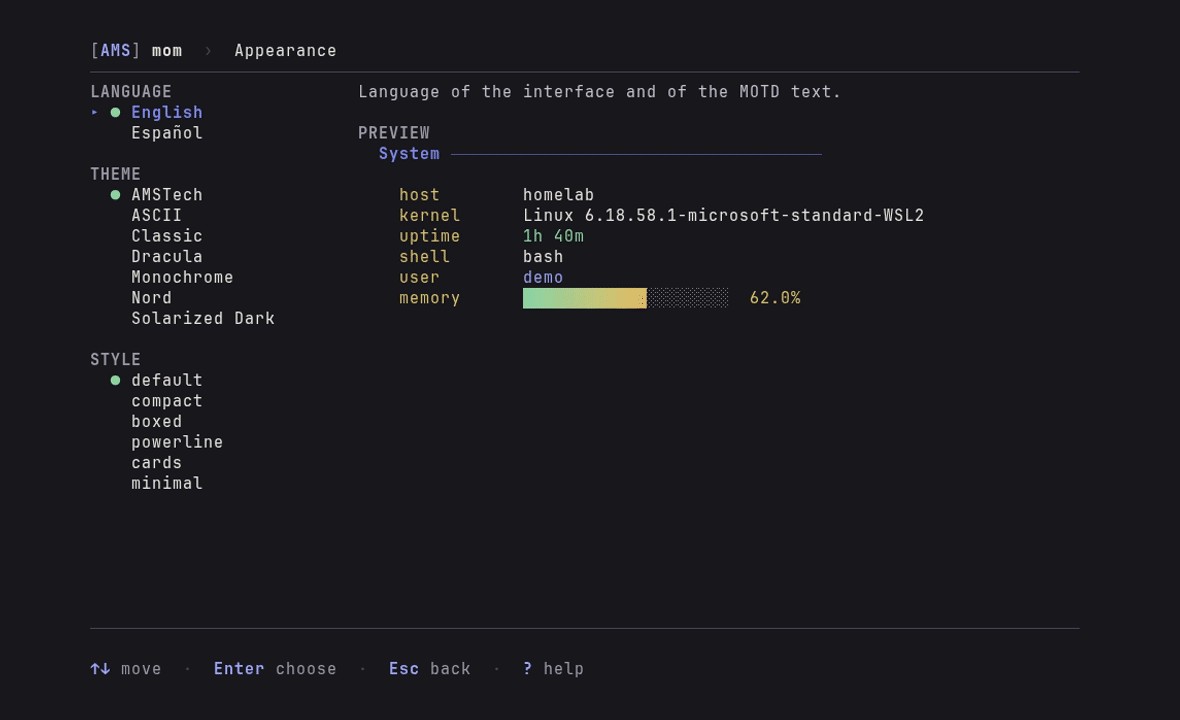 [AMS] mom › Appearance
LANGUAGE
▸ ● English
Español
THEME
● AMSTech
ASCII
Classic
Dracula
Monochrome
Nord
Solarized Dark
STYLE
● default
compact
boxed
powerline
cards
minimal
Language of the interface and of the MOTD text.
PREVIEW
System
host homelab
kernel Linux 6.18.58.1-microsoft-standard-WSL2
uptime 1h 40m
shell bash
user demo
memory 62.0%
↑↓ move · Enter choose · Esc back · ? help